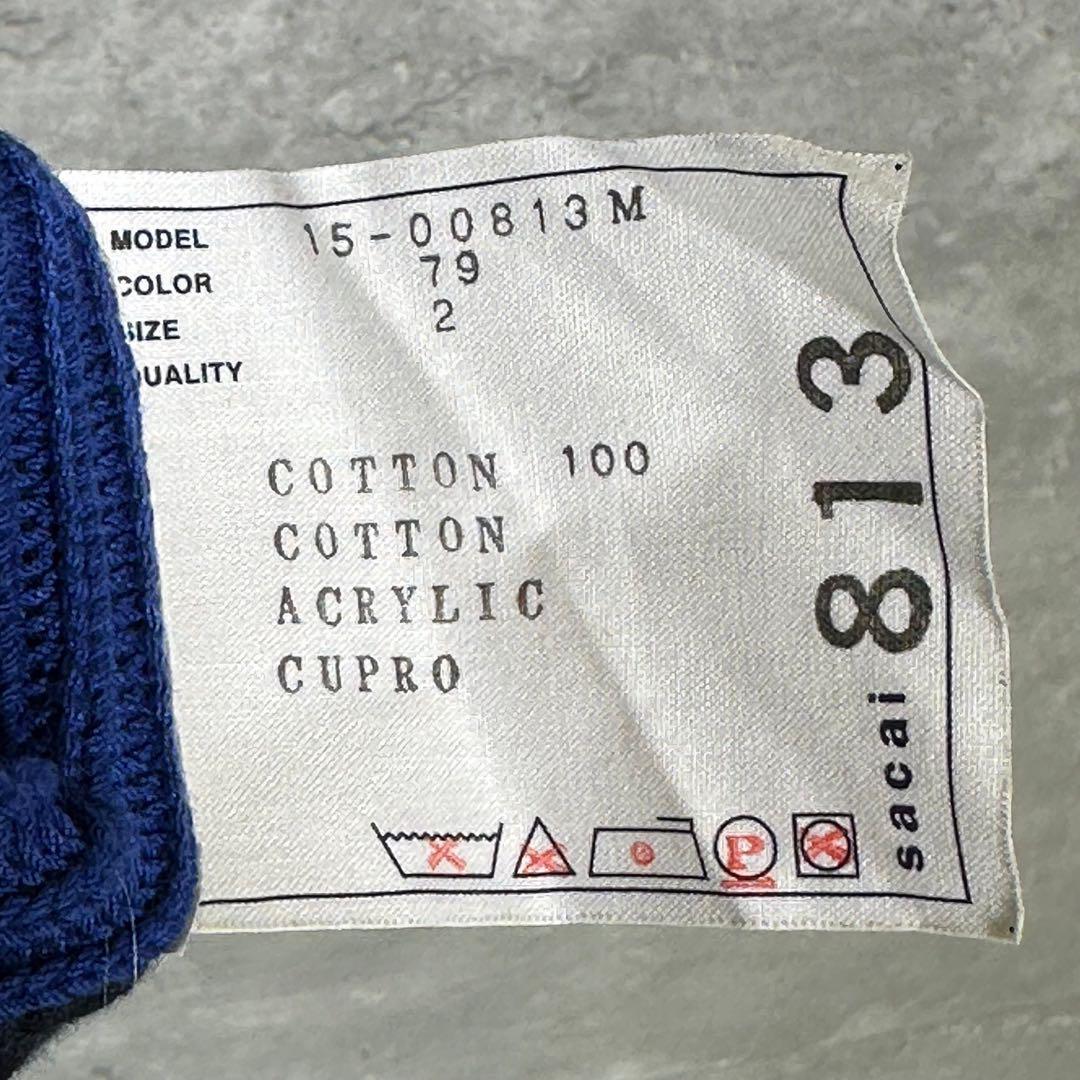 MODEL 15-00813M
COLOR 79
SIZE 2
QUALITY
COTTON 100
COTTON
ACRYLIC
CUPRO
P
sacai 813